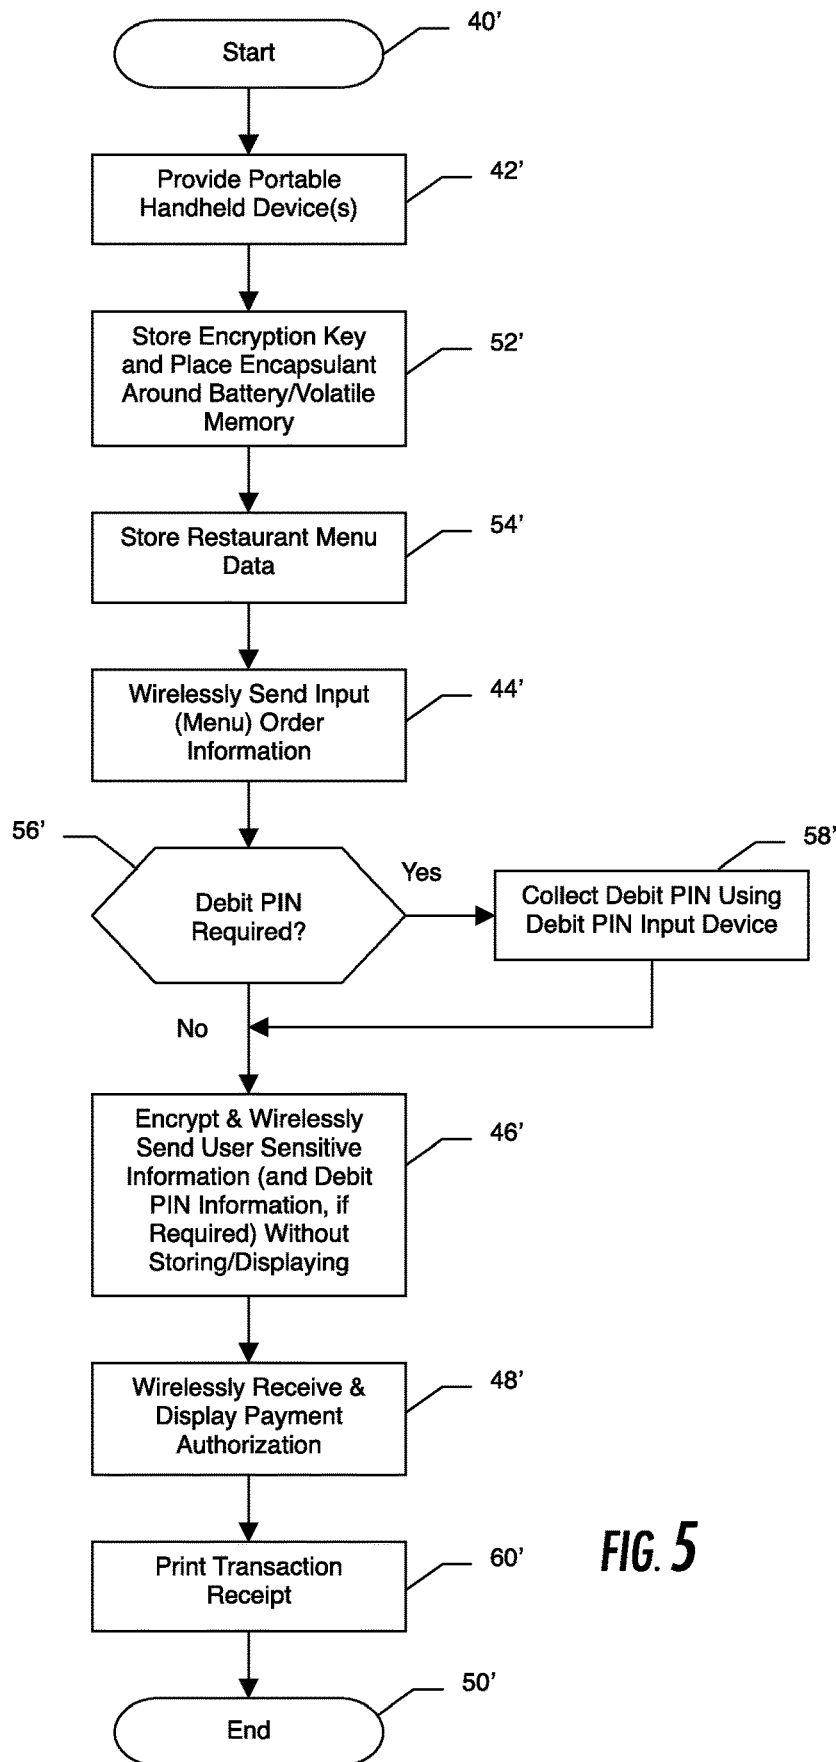 40’
Start
42’
Provide Portable
Handheld Device(s)
52’
Store Encryption Key
and Place Encapsulant
Around Battery/Volatile
Memory
54’
Store Restaurant Menu
Data
44’
Wirelessly Send Input
(Menu) Order
Information
56’
Debit PIN
Required?
Yes
58’
Collect Debit PIN Using
Debit PIN Input Device
No
46’
Encrypt & Wirelessly
Send User Sensitive
Information (and Debit
PIN Information, if
Required) Without
Storing/Displaying
48’
Wirelessly Receive &
Display Payment
Authorization
60’
Print Transaction
Receipt
FIG. 5
50’
End